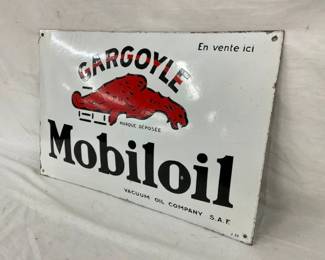 En vente ici
GARGOYLE
MARQUE DÉPOSÉE
Mobiloil
VACUUM OIL COMPANY S.A.F.